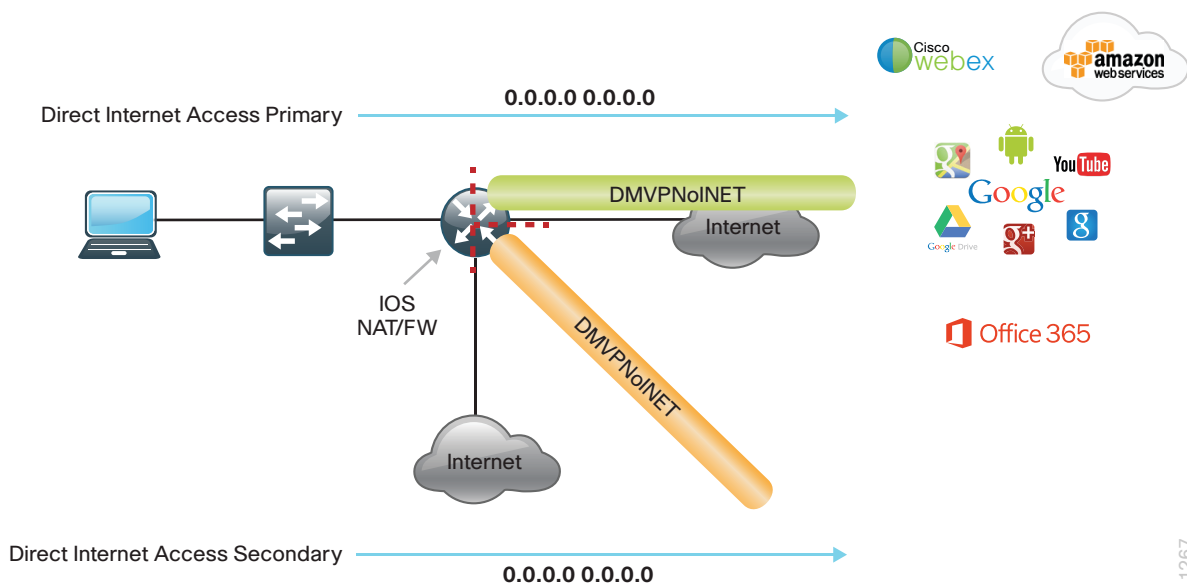 Cisco
webex
amazon
web services
Direct Internet Access Primary
0.0.0.0 0.0.0.0
YouTube
Google
Google Drive
g+
g
g
DMVPNoINET
Internet
IOS
NAT/FW
DMVPNoINET
Office 365
Internet
Direct Internet Access Secondary
0.0.0.0 0.0.0.0
1267